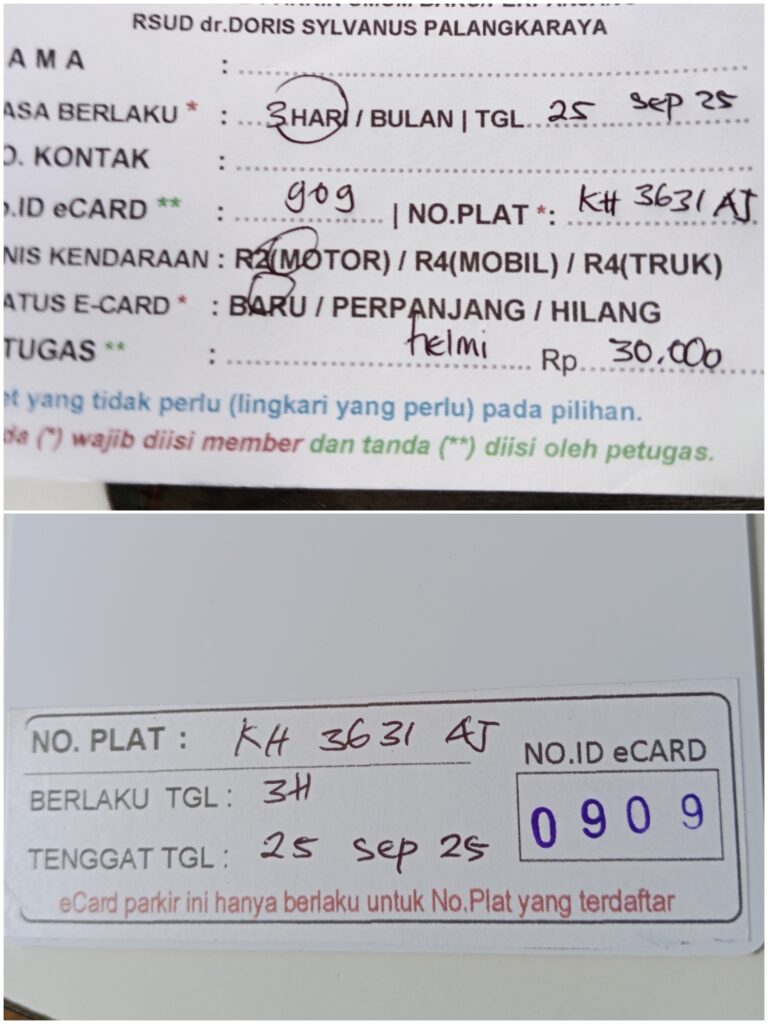 RSUD dr.DORIS SYLVANUS PALANGKARAYA
AMA :
ASA BERLAKU * : 3 HARI / BULAN | TGL. 25 sep 25
O. KONTAK :
o.ID eCARD ** : 909 | NO.PLAT *: KH 3631 AJ
NIS KENDARAAN : R2(MOTOR) / R4(MOBIL) / R4(TRUK)
ATUS E-CARD * : BARU / PERPANJANG / HILANG
TUGAS ** : helmi Rp. 30.000
et yang tidak perlu (lingkari yang perlu) pada pilihan.
da (*) wajib diisi member dan tanda (**) diisi oleh petugas.
NO. PLAT : KH 3631 AJ
NO.ID eCARD
BERLAKU TGL : 3H
0909
TENGGAT TGL : 25 sep 25
eCard parkir ini hanya berlaku untuk No.Plat yang terdaftar